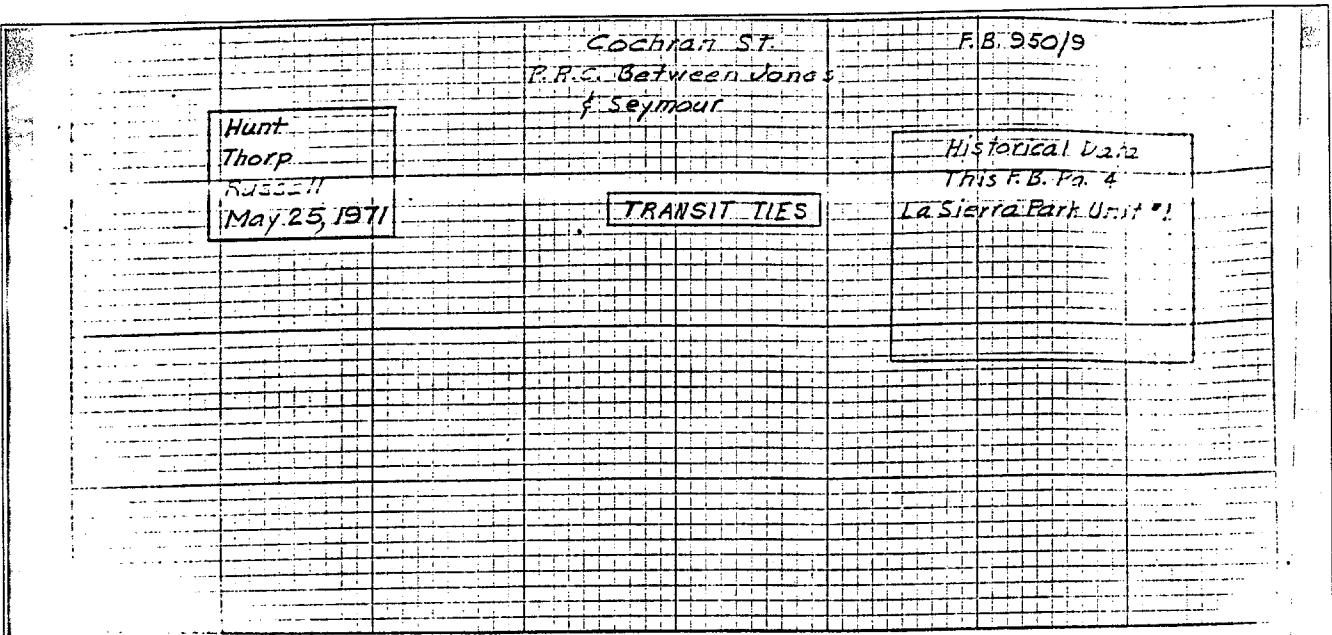 Cochran St.
P.R.C. Between Jonas
& Seymour
F.B. 950/9
Hunt
Thorp
Russell
May 25, 1971
TRANSIT TIES
Historical Data
This F.B. Pg. 4
La Sierra Park Unit #1